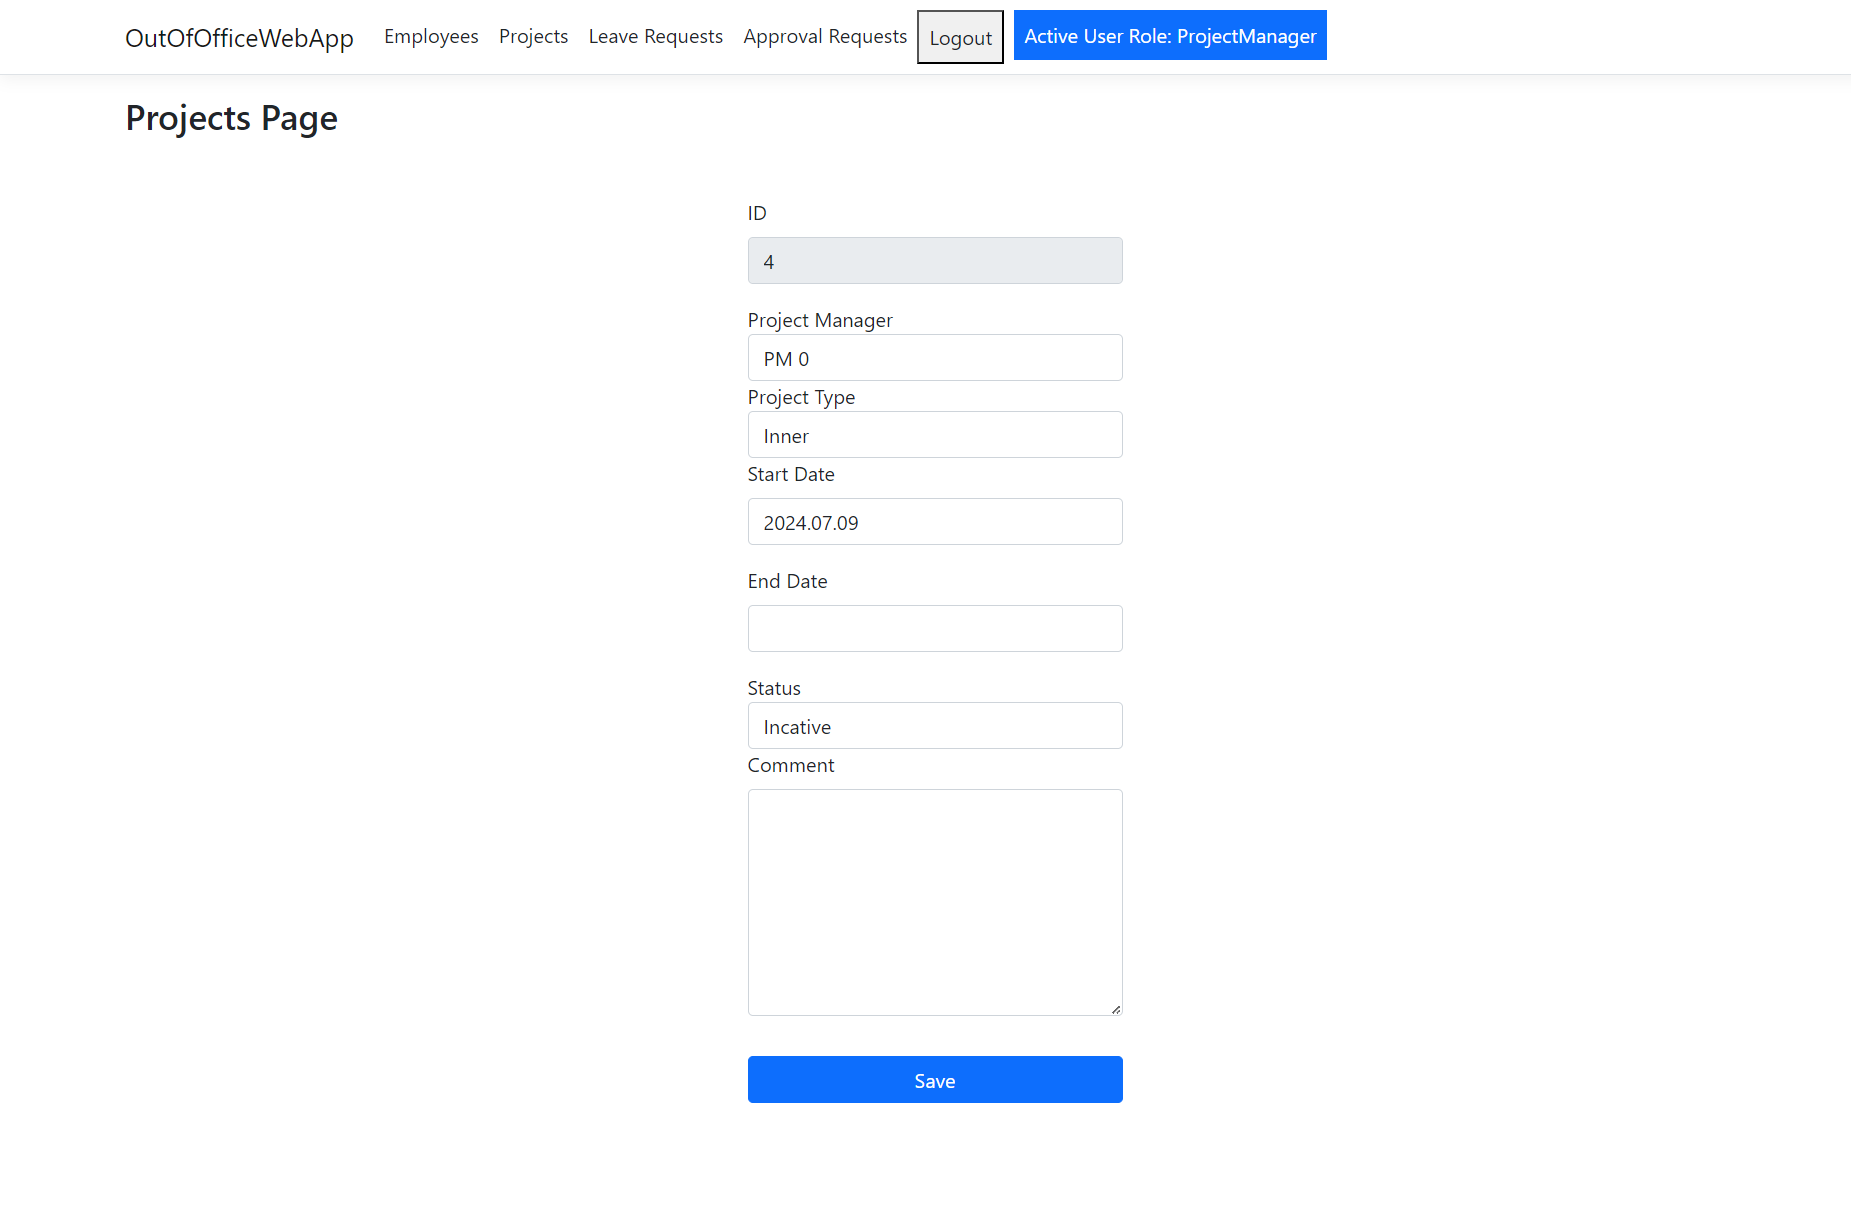 OutOfOfficeWebApp Employees Projects Leave Requests Approval Requests Logout Active User Role: ProjectManager
Projects Page
ID
4
Project Manager
PM 0
Project Type
Inner
Start Date
2024.07.09
End Date
Status
Incative
Comment
Save